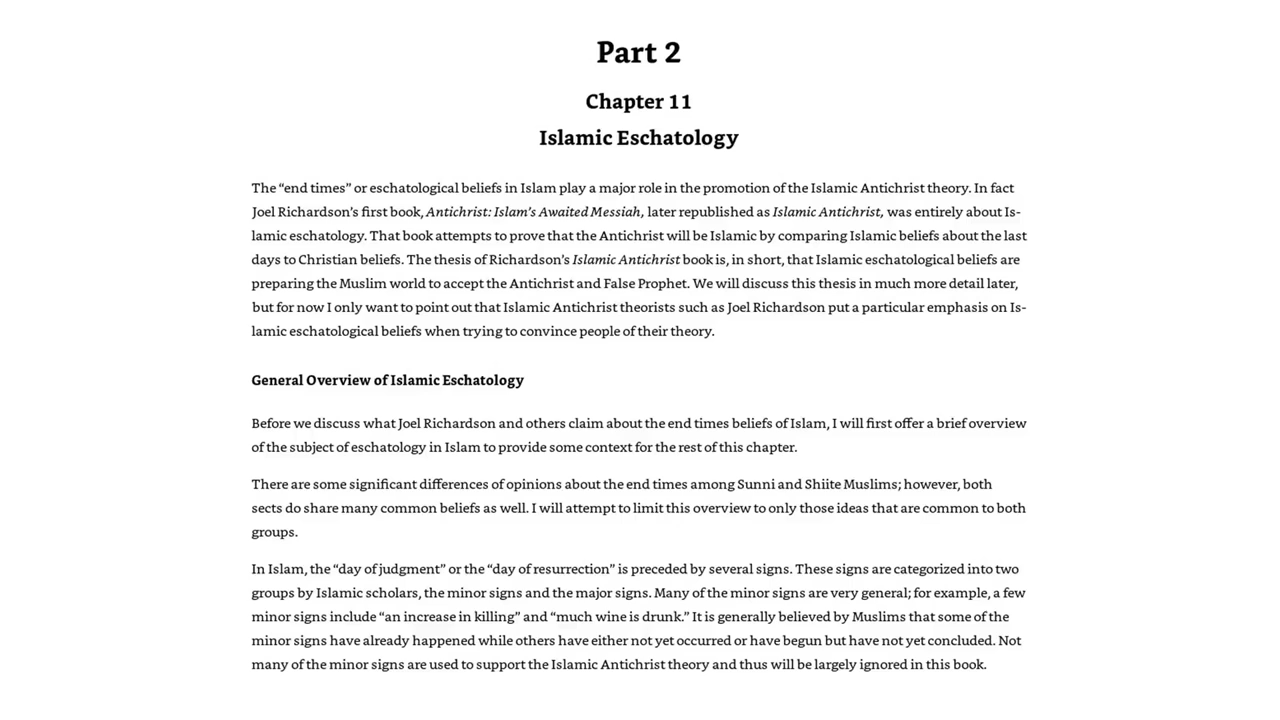 Part 2
Chapter 11
Islamic Eschatology
The “end times” or eschatological beliefs in Islam play a major role in the promotion of the Islamic Antichrist theory. In fact
Joel Richardson’s first book, Antichrist: Islam’s Awaited Messiah, later republished as Islamic Antichrist, was entirely about Is-
lamic eschatology. That book attempts to prove that the Antichrist will be Islamic by comparing Islamic beliefs about the last
days to Christian beliefs. The thesis of Richardson’s Islamic Antichrist book is, in short, that Islamic eschatological beliefs are
preparing the Muslim world to accept the Antichrist and False Prophet. We will discuss this thesis in much more detail later,
but for now I only want to point out that Islamic Antichrist theorists such as Joel Richardson put a particular emphasis on Is-
lamic eschatological beliefs when trying to convince people of their theory.
General Overview of Islamic Eschatology
Before we discuss what Joel Richardson and others claim about the end times beliefs of Islam, I will first offer a brief overview
of the subject of eschatology in Islam to provide some context for the rest of this chapter.
There are some significant differences of opinions about the end times among Sunni and Shiite Muslims; however, both
sects do share many common beliefs as well. I will attempt to limit this overview to only those ideas that are common to both
groups.
In Islam, the “day of judgment” or the “day of resurrection” is preceded by several signs. These signs are categorized into two
groups by Islamic scholars, the minor signs and the major signs. Many of the minor signs are very general; for example, a few
minor signs include “an increase in killing” and “much wine is drunk.” It is generally believed by Muslims that some of the
minor signs have already happened while others have either not yet occurred or have begun but have not yet concluded. Not
many of the minor signs are used to support the Islamic Antichrist theory and thus will be largely ignored in this book.